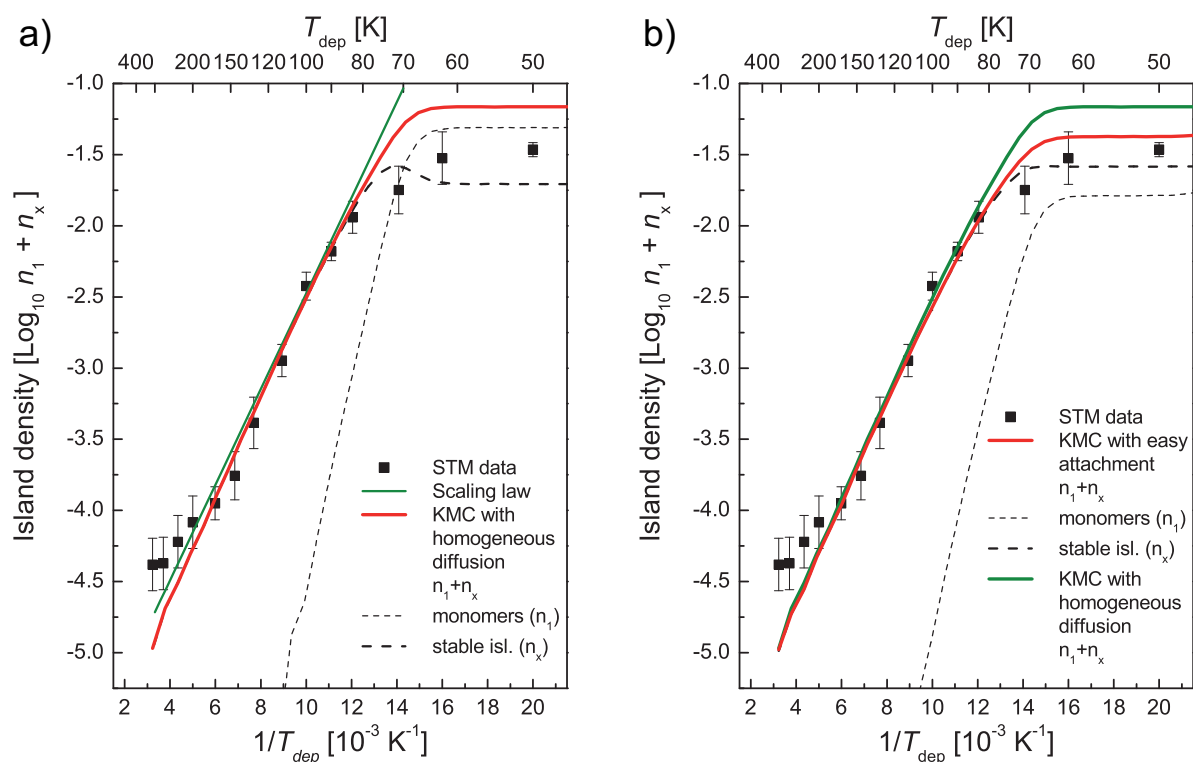 a)
T_dep [K]
400 200 150 120 100 80 70 60 50
-1.0
-1.5
-2.0
-2.5
-3.0
-3.5
-4.0
-4.5
-5.0
Island density [Log₁₀ n₁ + nₓ]
STM data
Scaling law
KMC with
homogeneous
diffusion
n₁+nₓ
monomers (n₁)
stable isl. (nₓ)
2 4 6 8 10 12 14 16 18 20
1/T_dep [10⁻³ K⁻¹]
b)
T_dep [K]
400 200 150 120 100 80 70 60 50
-1.0
-1.5
-2.0
-2.5
-3.0
-3.5
-4.0
-4.5
-5.0
Island density [Log₁₀ n₁ + nₓ]
STM data
KMC with easy
attachment
n₁+nₓ
monomers (n₁)
stable isl. (nₓ)
KMC with
homogeneous
diffusion
n₁+nₓ
2 4 6 8 10 12 14 16 18 20
1/T_dep [10⁻³ K⁻¹]